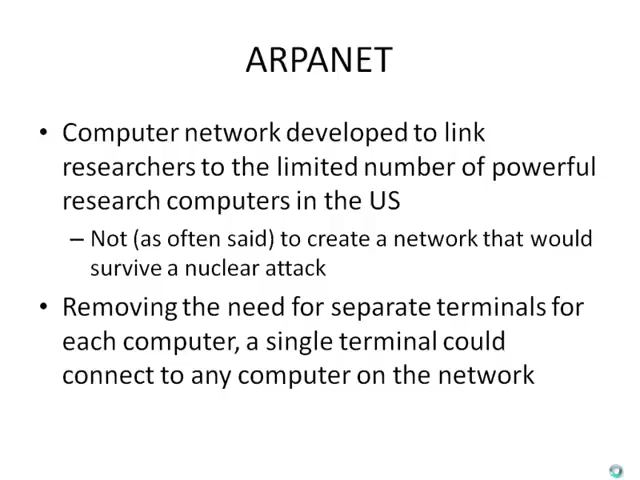 ARPANET
• Computer network developed to link
researchers to the limited number of powerful
research computers in the US
– Not (as often said) to create a network that would
survive a nuclear attack
• Removing the need for separate terminals for
each computer, a single terminal could
connect to any computer on the network